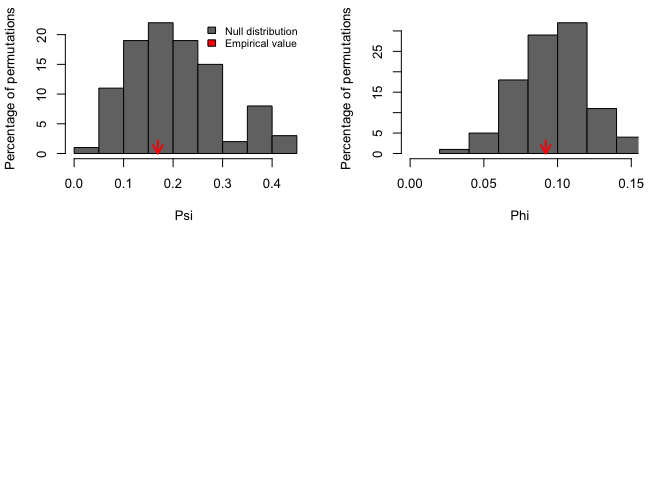 Percentage of permutations
20
15
10
5
0
Null distribution
Empirical value
0.0 0.1 0.2 0.3 0.4
Psi
Percentage of permutations
25
15
5
0
0.00 0.05 0.10 0.15
Phi